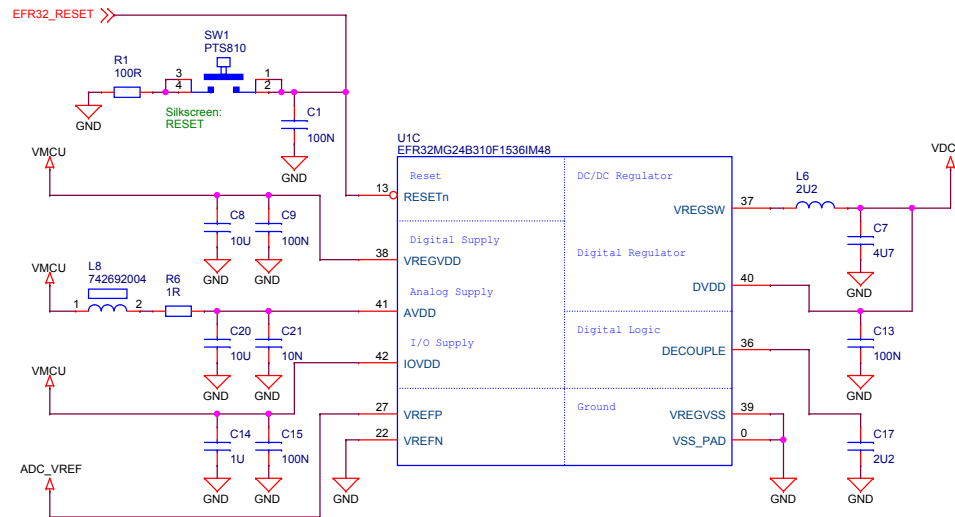 EFR32_RESET
SW1
PTS810
R1
100R
3
4
1
2
GND
Silkscreen:
RESET
C1
100N
GND
U1C
EFR32MG24B310F1536IM48
VMCU
VDC
Reset
DC/DC Regulator
L6
2U2
13
RESETn
37
VREGSW
C8
10U
C9
100N
GND
GND
Digital Supply
38
VREGVDD
Digital Regulator
C7
4U7
GND
VMCU
L8
742692004
1
2
R6
1R
Analog Supply
41
AVDD
40
DVDD
C20
10U
C21
10N
GND
GND
I/O Supply
42
IOVDD
Digital Logic
36
DECOUPLE
C13
100N
GND
VMCU
27
VREFP
Ground
39
VREGVSS
C14
1U
C15
100N
22
VREFN
0
VSS_PAD
C17
2U2
ADC_VREF
GND
GND
GND
GND
GND